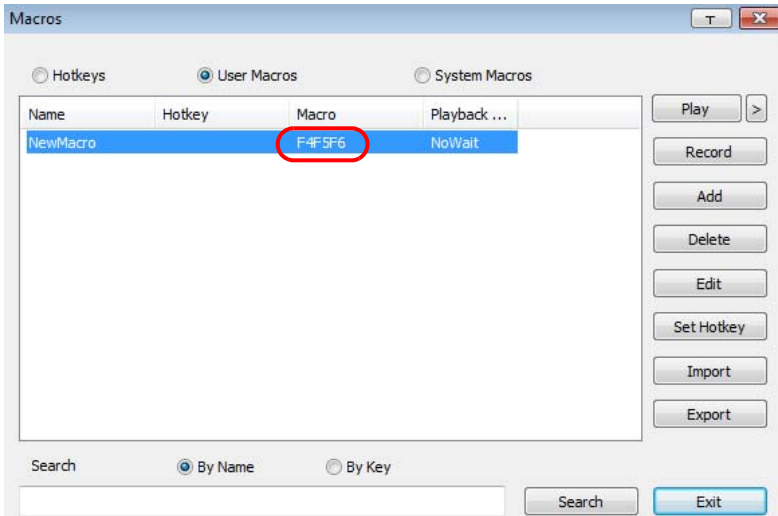 Macros T
Hotkeys User Macros System Macros
Name Hotkey Macro Playback ... Play >
NewMacro F4F5F6 NoWait
Record
Add
Delete
Edit
Set Hotkey
Import
Export
Search By Name By Key
Search Exit